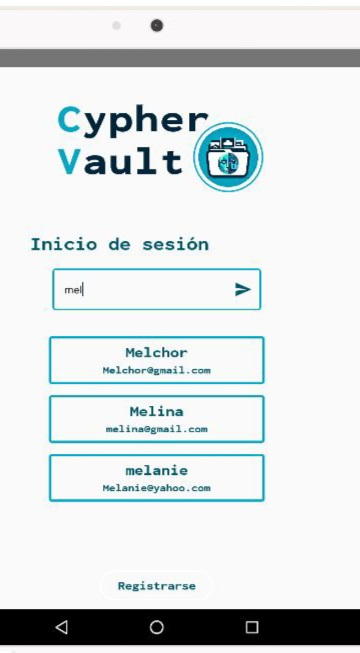 Cypher
Vault
Inicio de sesión
mel
Melchor
Melchor@gmail.com
Melina
melina@gmail.com
melanie
Melanie@yahoo.com
Registrarse